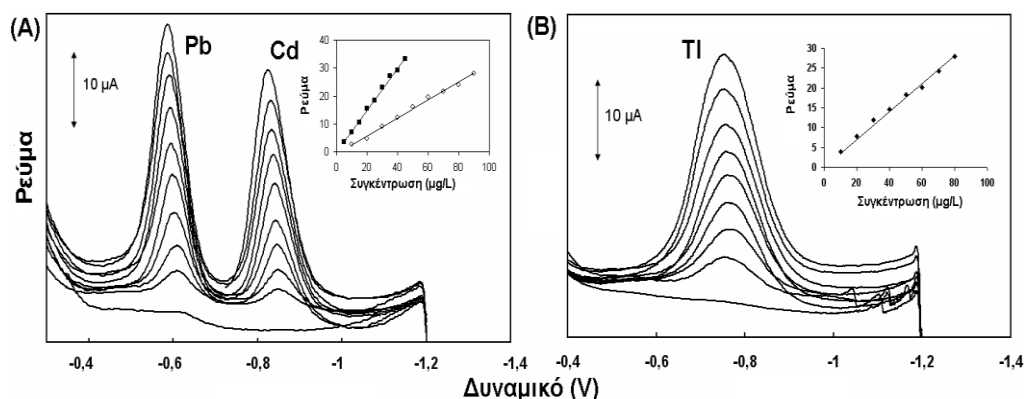 (A)
Pb
Cd
10 μA
Ρεύμα
40
30
20
10
0
0 20 40 60 80 100
Συγκέντρωση (μg/L)
Ρεύμα
-0,4 -0,6 -0,8 -1 -1,2 -1,4
(B)
Tl
10 μA
Ρεύμα
30
25
20
15
10
5
0
0 20 40 60 80 100
Συγκέντρωση (μg/L)
-0,4 -0,6 -0,8 -1 -1,2 -1,4
Δυναμικό (V)